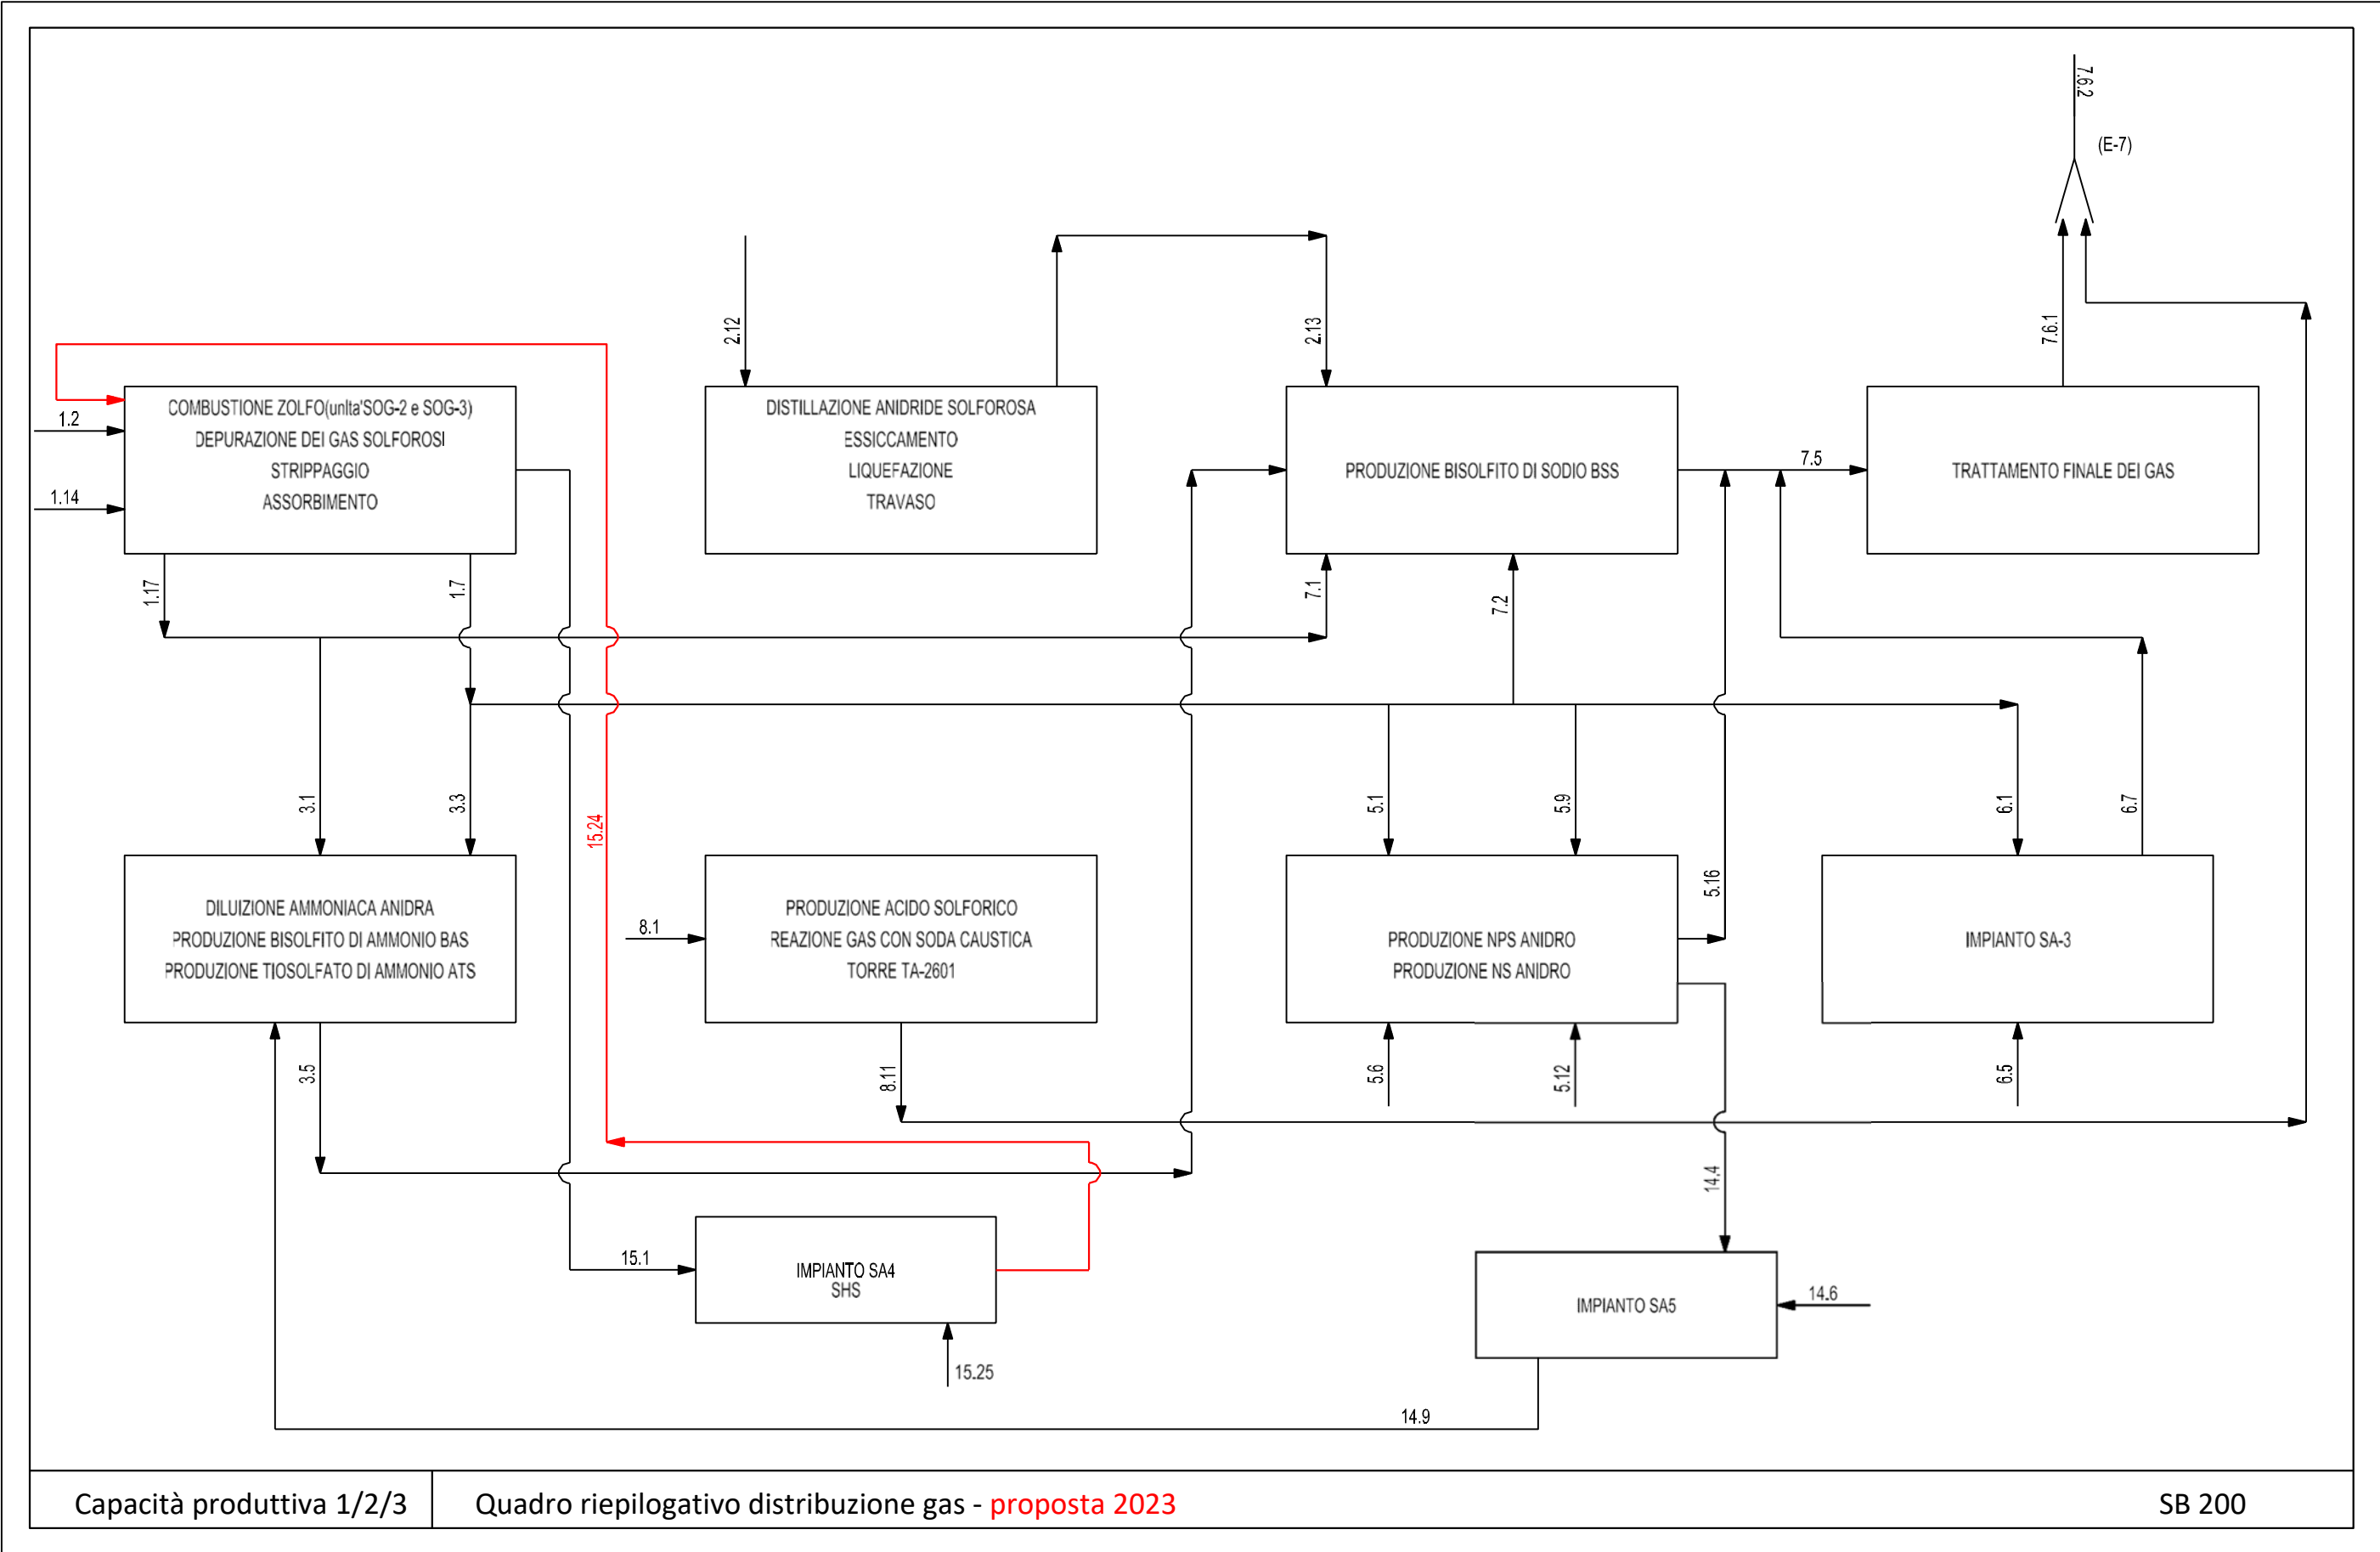 7.6.2
(E-7)
2.12
2.13
7.6.1
1.2
1.14
COMBUSTIONE ZOLFO(unIta'SOG-2 e SOG-3)
DEPURAZIONE DEI GAS SOLFOROSI
STRIPPAGGIO
ASSORBIMENTO
DISTILLAZIONE ANIDRIDE SOLFOROSA
ESSICCAMENTO
LIQUEFAZIONE
TRAVASO
PRODUZIONE BISOLFITO DI SODIO BSS
7.5
TRATTAMENTO FINALE DEI GAS
1.17
1.7
7.1
7.2
3.1
3.3
15.24
5.1
5.9
6.1
6.7
DILUIZIONE AMMONIACA ANIDRA
PRODUZIONE BISOLFITO DI AMMONIO BAS
PRODUZIONE TIOSOLFATO DI AMMONIO ATS
8.1
PRODUZIONE ACIDO SOLFORICO
REAZIONE GAS CON SODA CAUSTICA
TORRE TA-2601
PRODUZIONE NPS ANIDRO
PRODUZIONE NS ANIDRO
5.16
IMPIANTO SA-3
3.5
8.11
5.6
5.12
6.5
14.4
15.1
IMPIANTO SA4
SHS
15.25
IMPIANTO SA5
14.6
14.9
Capacità produttiva 1/2/3
Quadro riepilogativo distribuzione gas - proposta 2023
SB 200